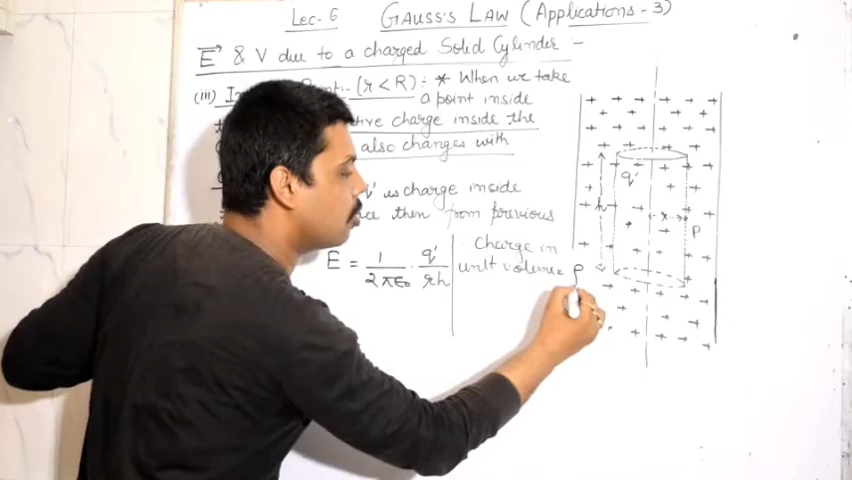 Lec-6 GAUSS'S LAW (APPLICATIONS-3)
E & V due to a charged Solid Cylinder -
(iii) (r < R) = * When we take
a point inside
charge inside the
also changes with
q' is charge inside
then from previous
E = 1/2πε₀ · q'/rh
Charge in
unit volume = ρ
q'
h
r
P